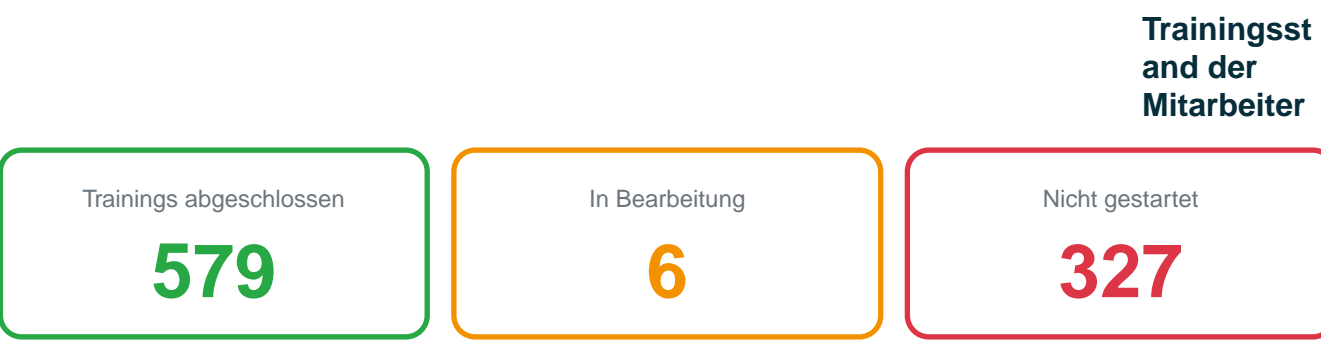 Trainingsst
and der
Mitarbeiter
Trainings abgeschlossen
579
In Bearbeitung
6
Nicht gestartet
327